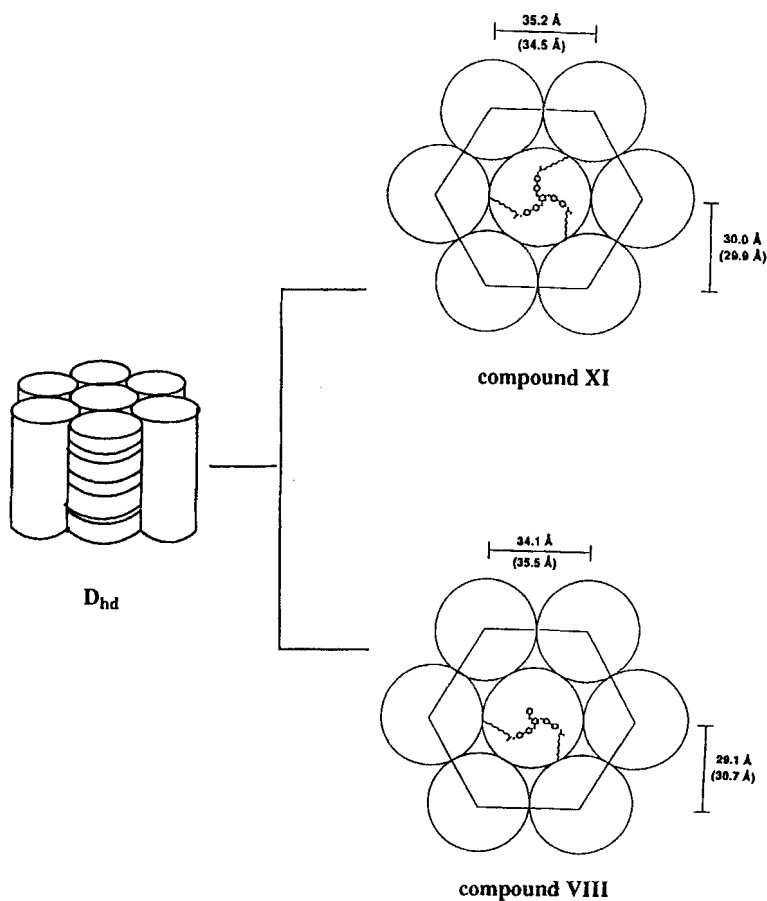 35.2 Å
(34.5 Å)
30.0 Å
(29.9 Å)
compound XI
Dhd
34.1 Å
(35.5 Å)
29.1 Å
(30.7 Å)
compound VIII